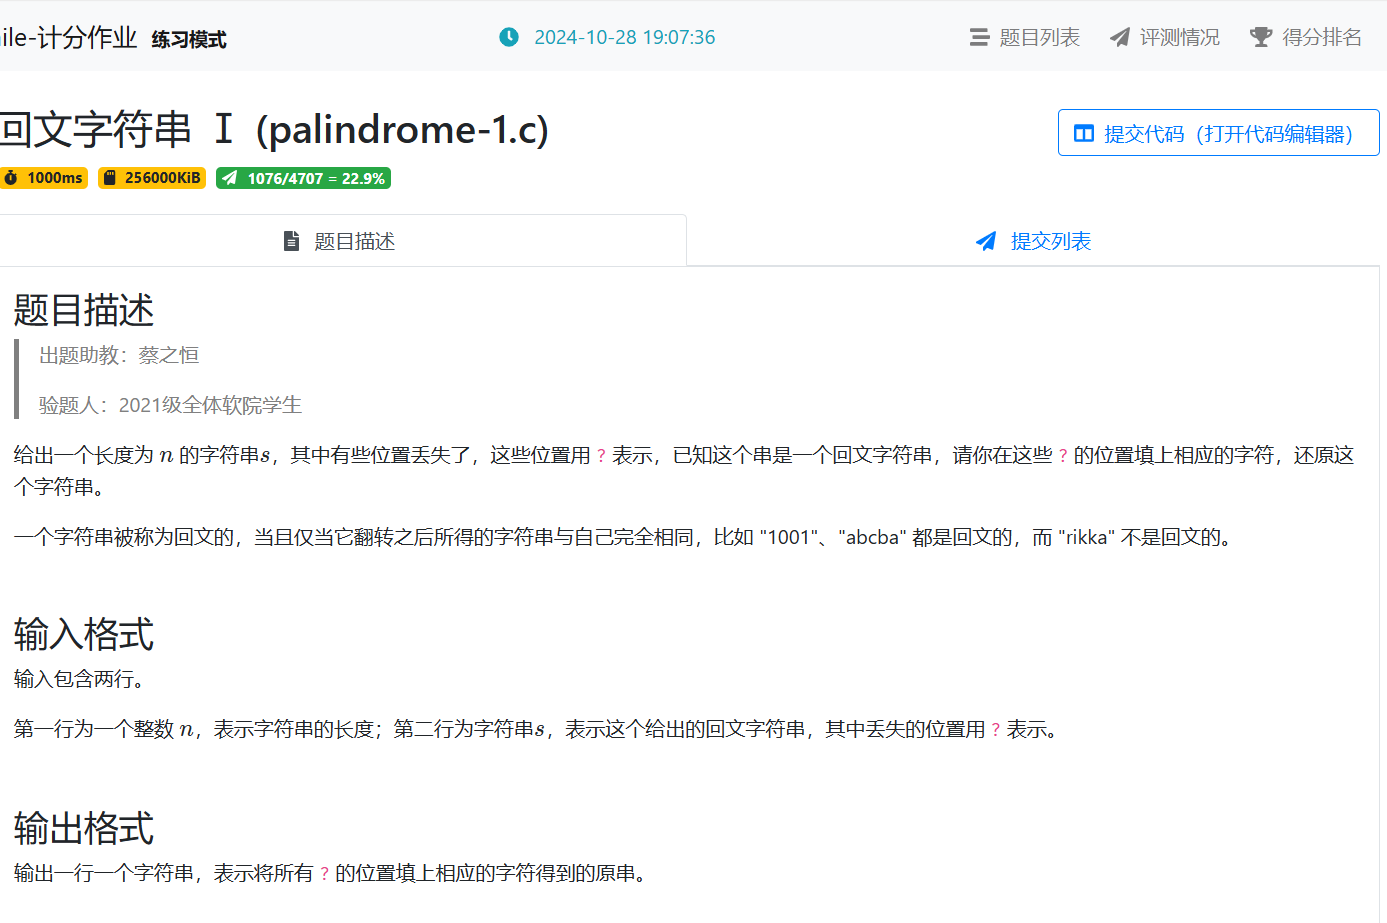 ile-计分作业 练习模式 2024-10-28 19:07:36 题目列表 评测情况 得分排名
回文字符串 Ⅰ (palindrome-1.c) 提交代码（打开代码编辑器）
1000ms 256000KiB 1076/4707 = 22.9%
题目描述 提交列表
题目描述
出题助教：蔡之恒
验题人：2021级全体软院学生
给出一个长度为 n 的字符串s，其中有些位置丢失了，这些位置用 ? 表示，已知这个串是一个回文字符串，请你在这些 ? 的位置填上相应的字符，还原这
个字符串。
一个字符串被称为回文的，当且仅当它翻转之后所得的字符串与自己完全相同，比如 "1001"、"abcba" 都是回文的，而 "rikka" 不是回文的。
输入格式
输入包含两行。
第一行为一个整数 n，表示字符串的长度；第二行为字符串s，表示这个给出的回文字符串，其中丢失的位置用 ? 表示。
输出格式
输出一行一个字符串，表示将所有 ? 的位置填上相应的字符得到的原串。